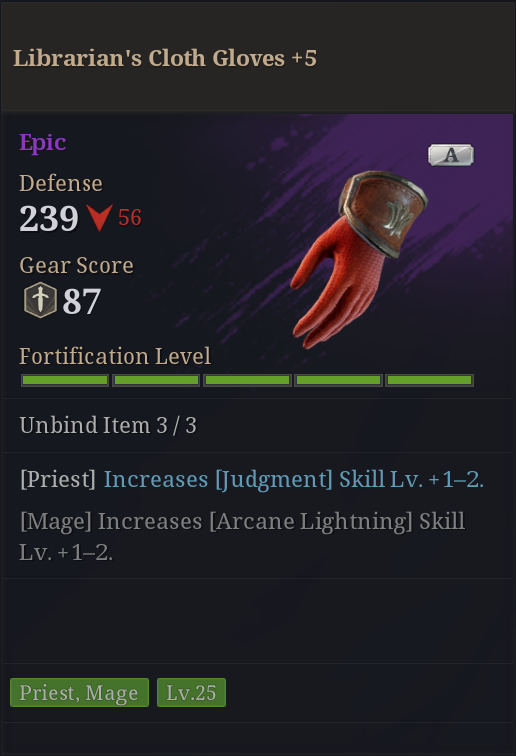 Librarian's Cloth Gloves +5
Epic
A
Defense
239 56
Gear Score
87
Fortification Level
Unbind Item 3 / 3
[Priest] Increases [Judgment] Skill Lv. +1–2.
[Mage] Increases [Arcane Lightning] Skill
Lv. +1–2.
Priest, Mage Lv.25